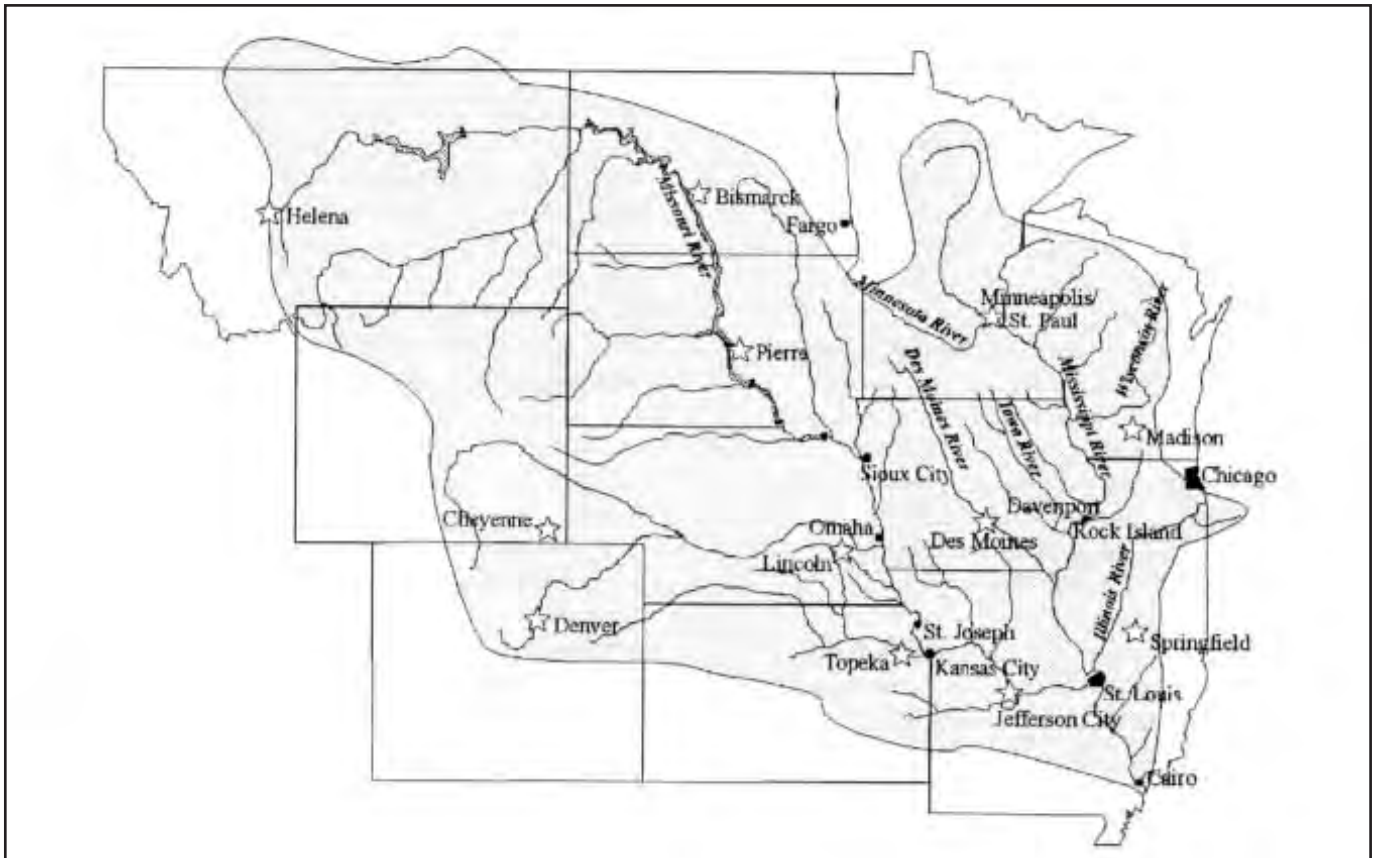 Helena
Missouri River
Bismarck
Fargo
Minnesota River
Minneapolis/
St. Paul
Wisconsin River
Pierre
Des Moines River
Iowa River
Mississippi River
Madison
Sioux City
Chicago
Cheyenne
Davenport
Omaha
Rock Island
Des Moines
Lincoln
Illinois River
Denver
St. Joseph
Springfield
Topeka
Kansas City
St. Louis
Jefferson City
Cairo